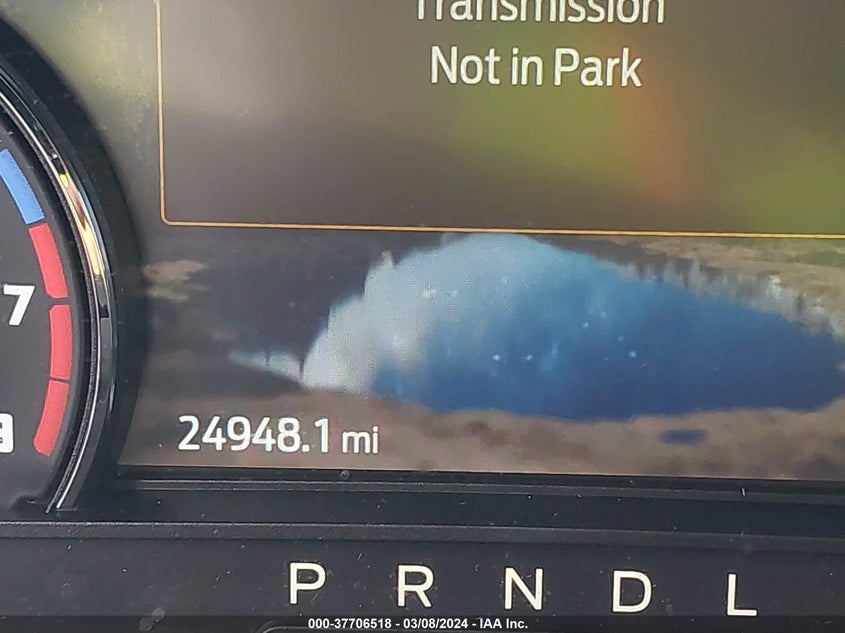 Transmission
Not in Park
7
24948.1 mi
P R N D L
000-37706518 - 03/08/2024 - IAA Inc.